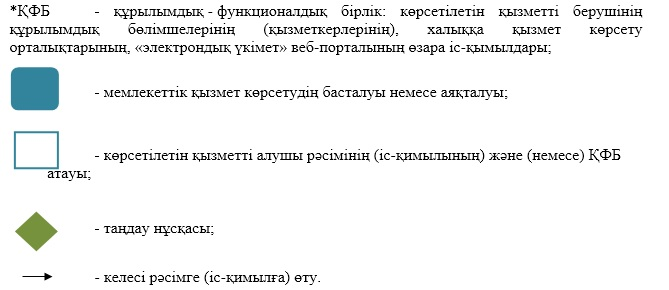 *ҚФБ - құрылымдық - функционалдық бірлік: көрсетілетін қызметті берушінің
құрылымдық бөлімшелерінің (қызметкерлерінің), халыққа қызмет көрсету
орталықтарының, «электрондық үкімет» веб-порталының өзара іс-қымылдары;
- мемлекеттік қызмет көрсетудің басталуы немесе аяқталуы;
- көрсетілетін қызметті алушы рәсімінің (іс-қимылының) және (немесе) ҚФБ
атауы;
- таңдау нұсқасы;
- келесі рәсімге (іс-қимылға) өту.